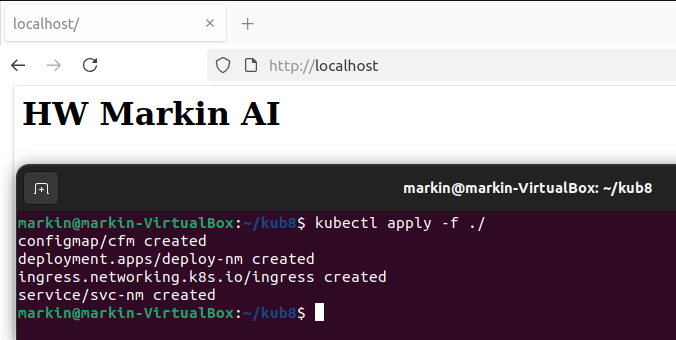 localhost/
http://localhost
HW Markin AI
markin@markin-VirtualBox: ~/kub8
markin@markin-VirtualBox:~/kub8$ kubectl apply -f ./
configmap/cfm created
deployment.apps/deploy-nm created
ingress.networking.k8s.io/ingress created
service/svc-nm created
markin@markin-VirtualBox:~/kub8$